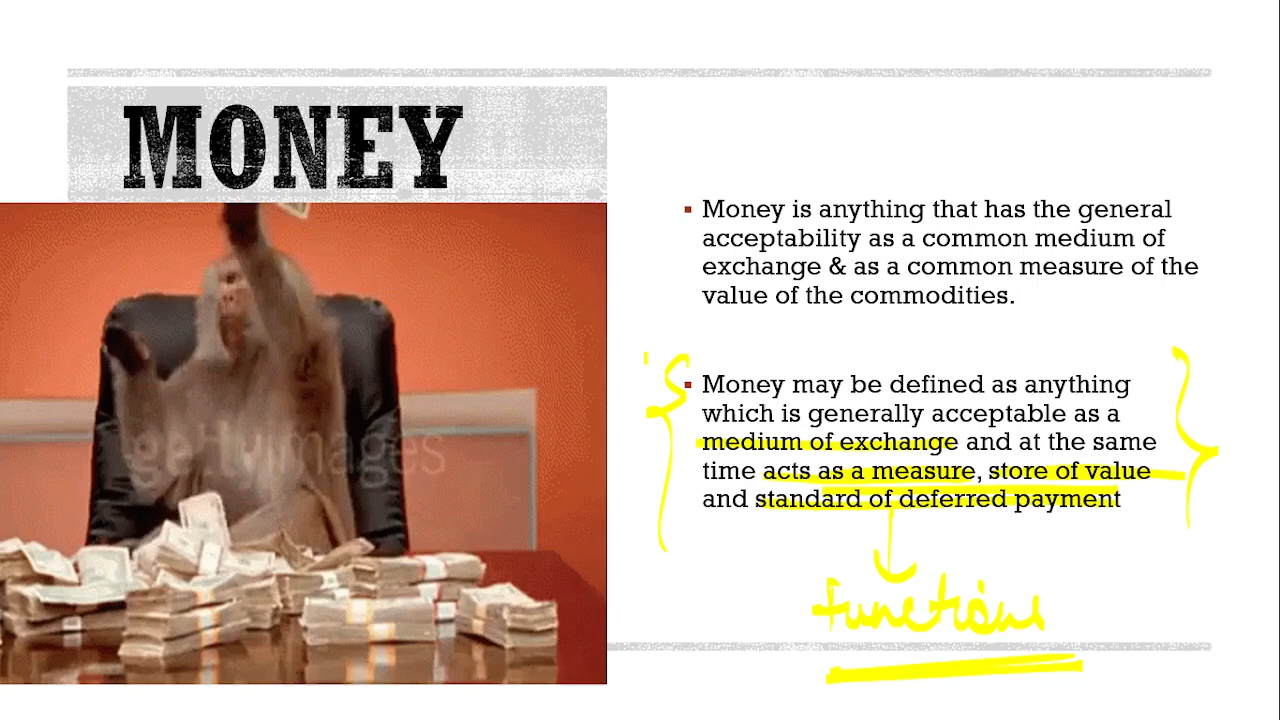 MONEY
gettyimages
▪ Money is anything that has the general
acceptability as a common medium of
exchange & as a common measure of the
value of the commodities.
▪ Money may be defined as anything
which is generally acceptable as a
medium of exchange and at the same
time acts as a measure, store of value
and standard of deferred payment
functions